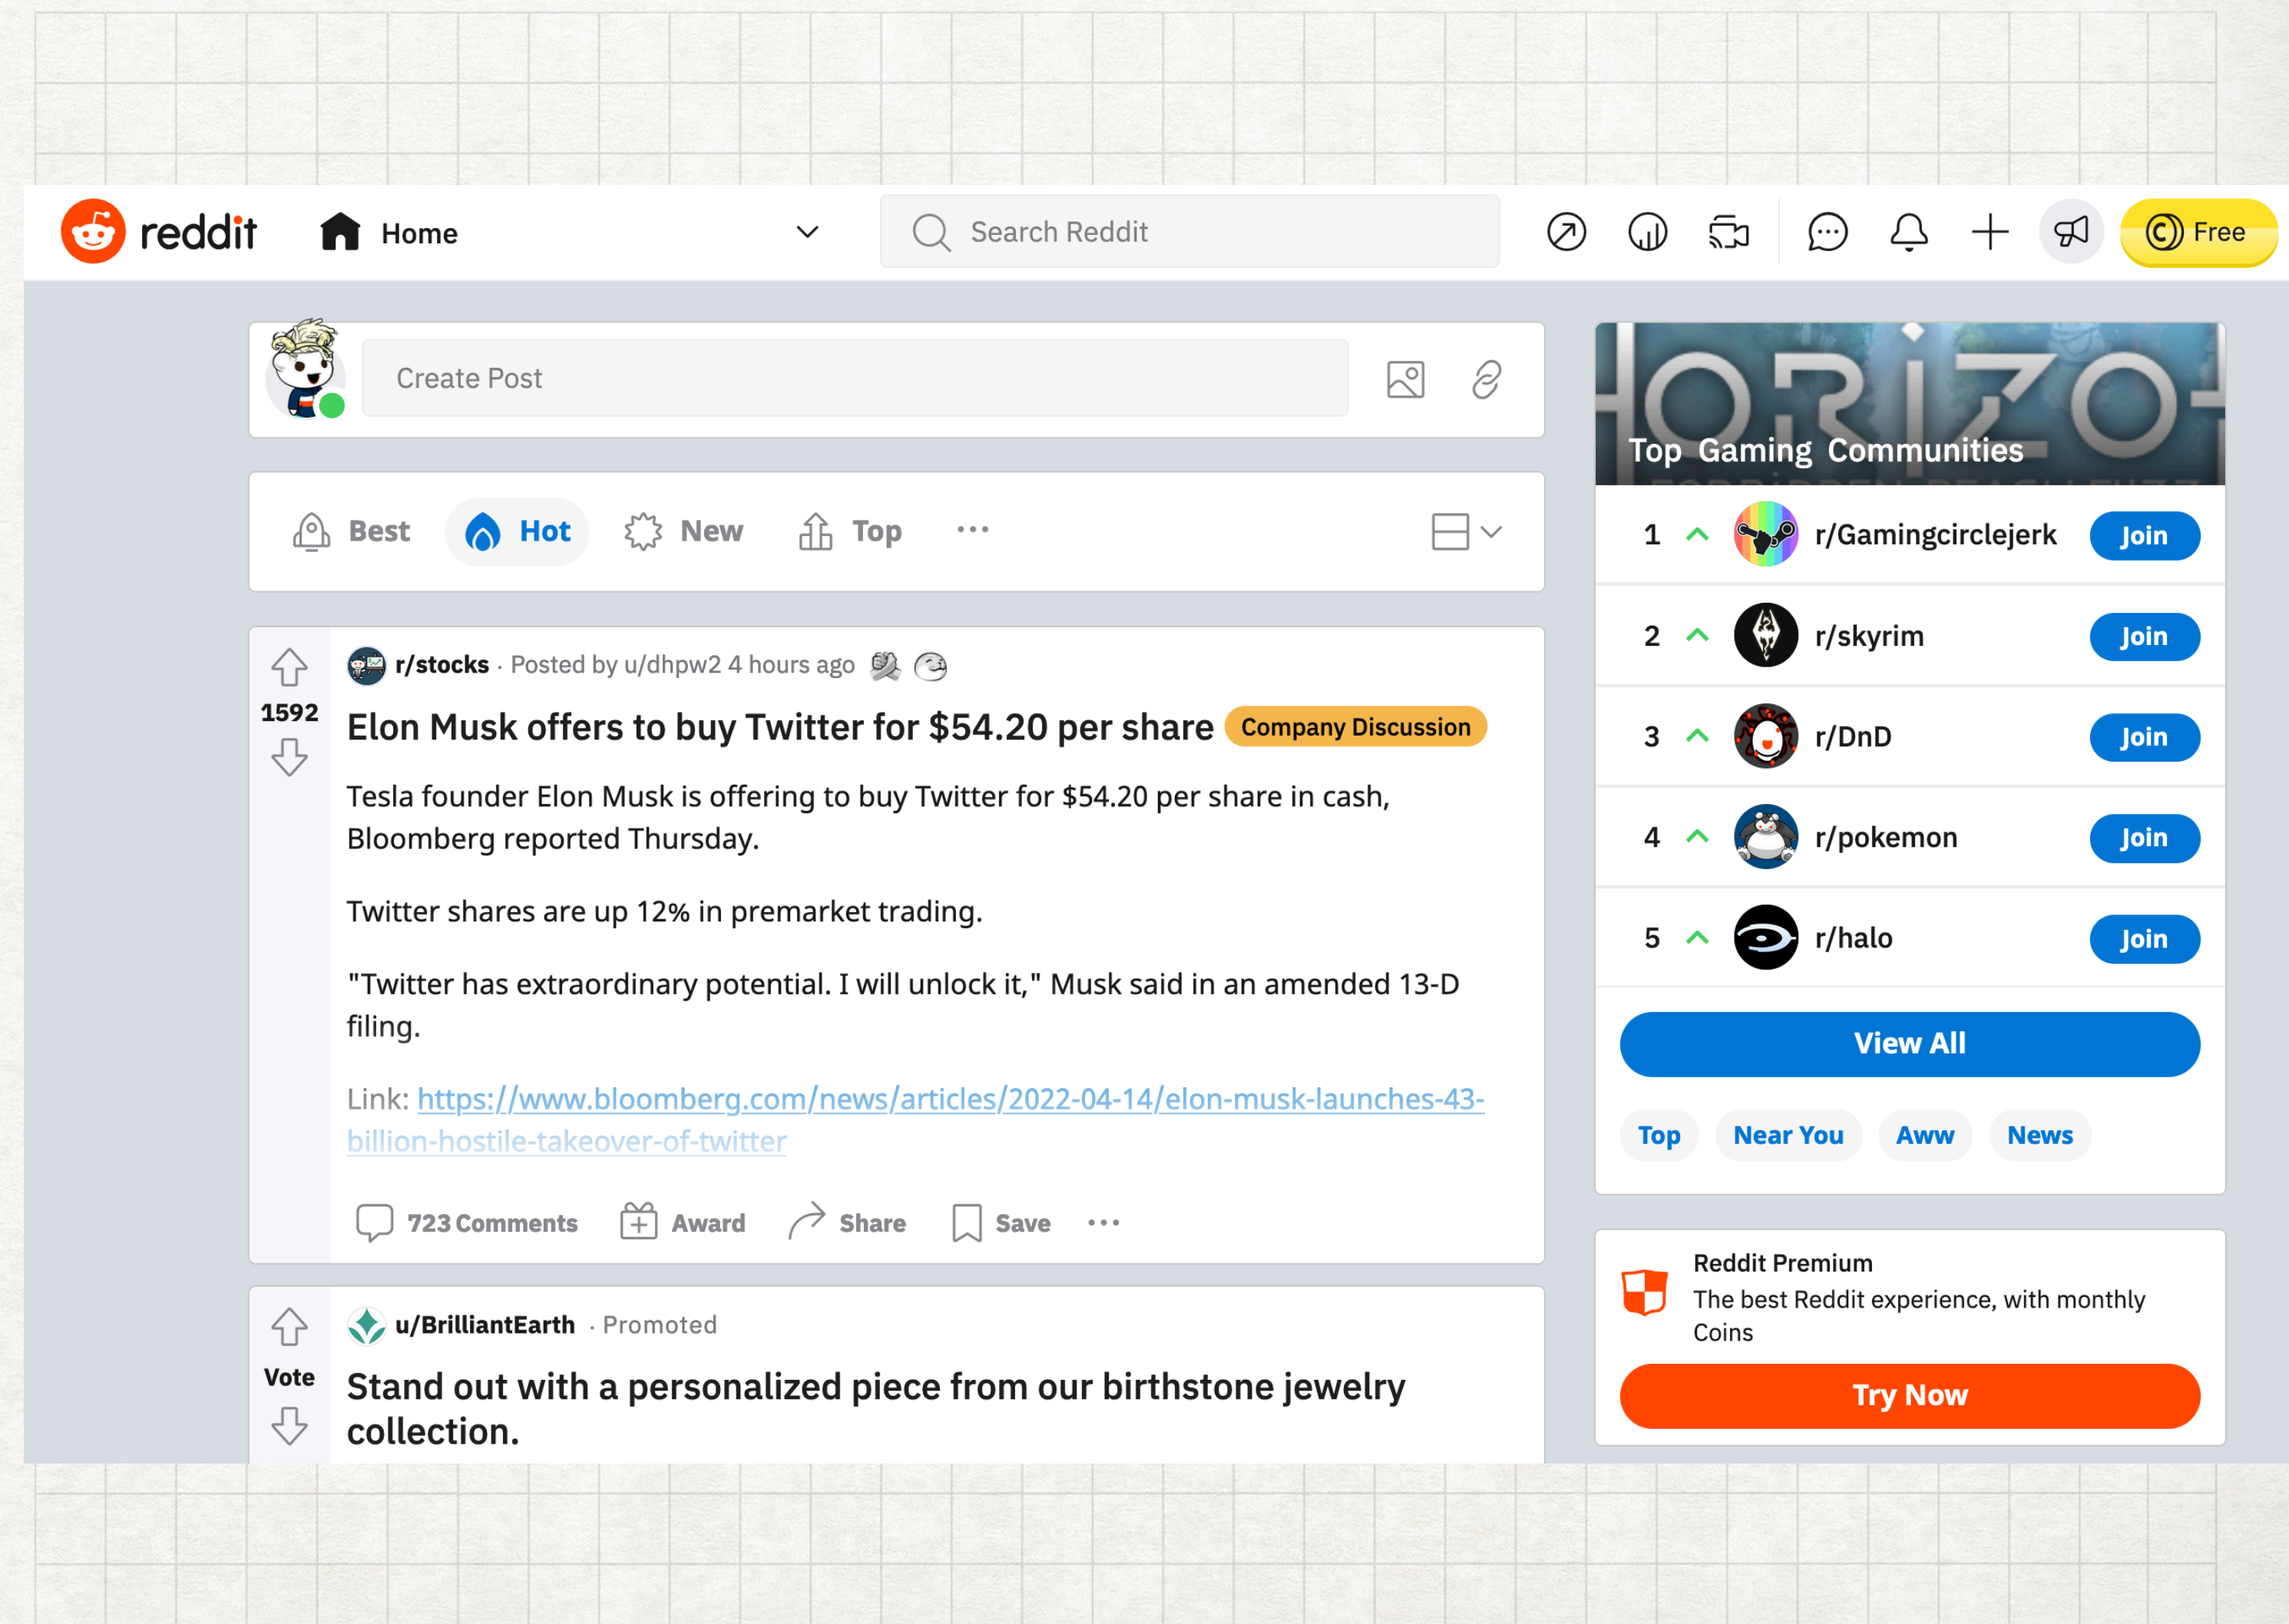 reddit
Home
Search Reddit
Free
Create Post
Best
Hot
New
Top
r/stocks · Posted by u/dhpw2 4 hours ago
1592
Elon Musk offers to buy Twitter for $54.20 per share
Company Discussion
Tesla founder Elon Musk is offering to buy Twitter for $54.20 per share in cash,
Bloomberg reported Thursday.
Twitter shares are up 12% in premarket trading.
"Twitter has extraordinary potential. I will unlock it," Musk said in an amended 13-D
filing.
Link: https://www.bloomberg.com/news/articles/2022-04-14/elon-musk-launches-43-
billion-hostile-takeover-of-twitter
723 Comments
Award
Share
Save
u/BrilliantEarth · Promoted
Vote
Stand out with a personalized piece from our birthstone jewelry
collection.
HORIZO
Top Gaming Communities
1 r/Gamingcirclejerk Join
2 r/skyrim Join
3 r/DnD Join
4 r/pokemon Join
5 r/halo Join
View All
Top
Near You
Aww
News
Reddit Premium
The best Reddit experience, with monthly
Coins
Try Now